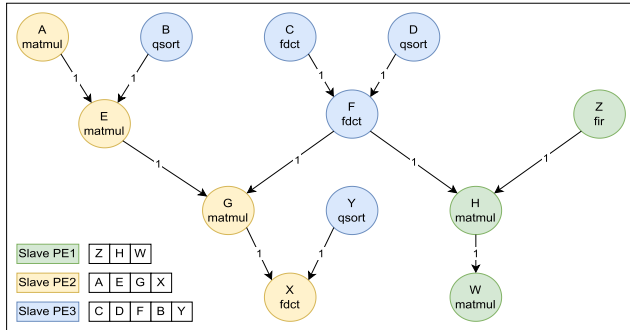 A
matmul
B
qsort
C
fdct
D
qsort
1
1
1
1
E
matmul
F
fdct
Z
fir
1
1
1
1
G
matmul
Y
qsort
H
matmul
1
1
1
Slave PE1 Z H W
Slave PE2 A E G X
Slave PE3 C D F B Y
X
fdct
W
matmul